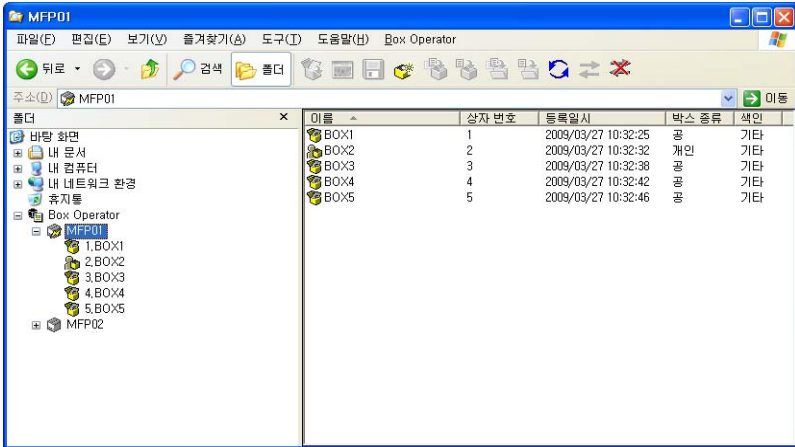 MFP01
파일(F) 편집(E) 보기(V) 즐겨찾기(A) 도구(T) 도움말(H) Box Operator
뒤로 검색 폴더
주소(D) MFP01 이동
폴더
바탕 화면
내 문서
내 컴퓨터
내 네트워크 환경
휴지통
Box Operator
MFP01
1,BOX1
2,BOX2
3,BOX3
4,BOX4
5,BOX5
MFP02
이름 상자 번호 등록일시 박스 종류 색인
BOX1 1 2009/03/27 10:32:25 공 기타
BOX2 2 2009/03/27 10:32:32 개인 기타
BOX3 3 2009/03/27 10:32:38 공 기타
BOX4 4 2009/03/27 10:32:42 공 기타
BOX5 5 2009/03/27 10:32:46 공 기타